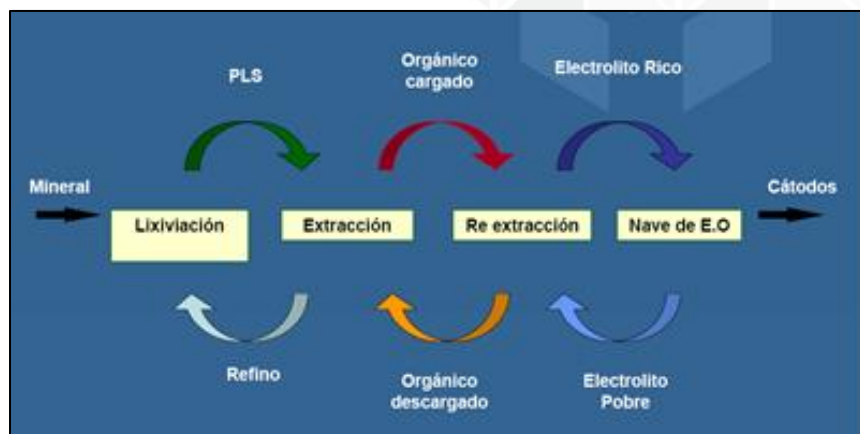 PLS
Orgánico
cargado
Electrolito Rico
Mineral
Cátodos
Lixiviación
Extracción
Re extracción
Nave de E.O
Refino
Orgánico
descargado
Electrolito
Pobre